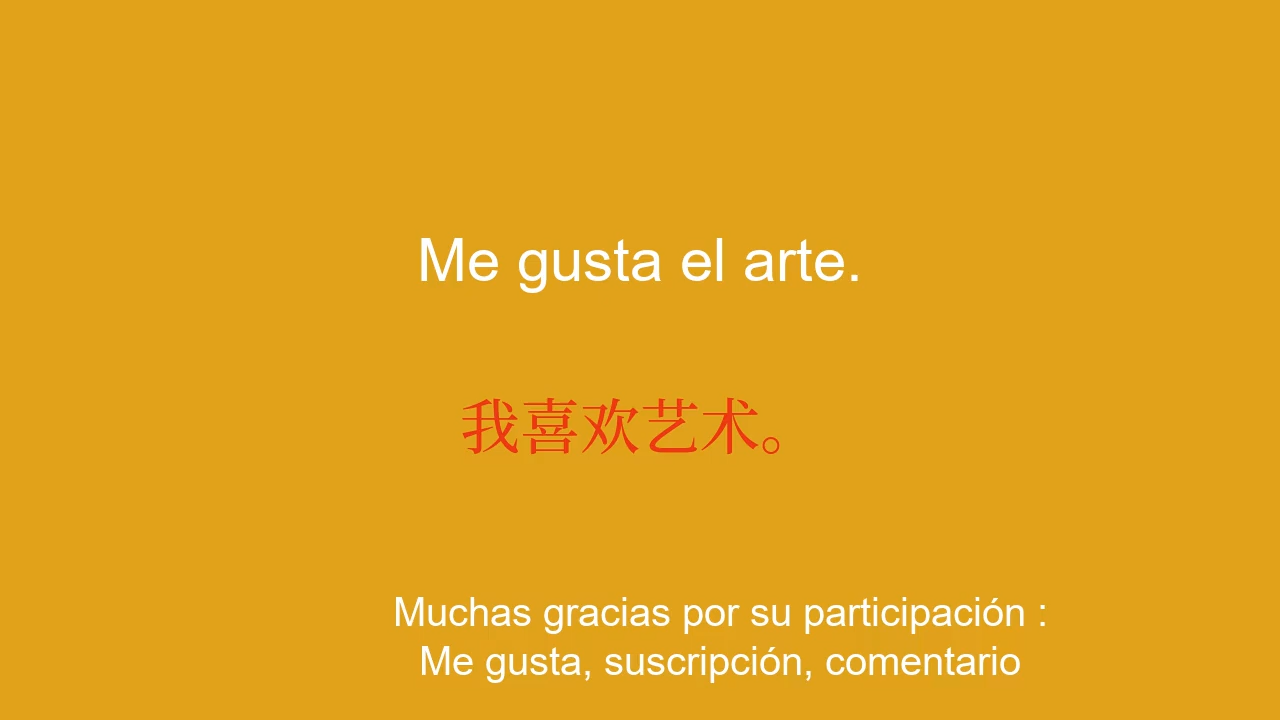 Me gusta el arte.
我喜欢艺术。
Muchas gracias por su participación :
Me gusta, suscripción, comentario